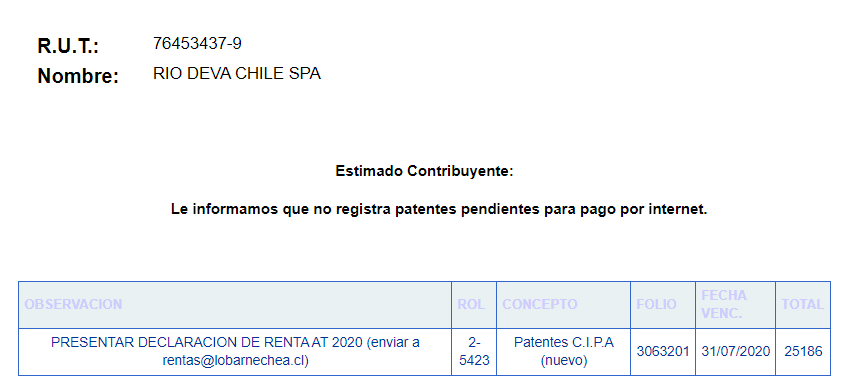 R.U.T.: 76453437-9
Nombre: RIO DEVA CHILE SPA
Estimado Contribuyente:
Le informamos que no registra patentes pendientes para pago por internet.
OBSERVACION ROL CONCEPTO FOLIO FECHA VENC. TOTAL
PRESENTAR DECLARACION DE RENTA AT 2020 (enviar a
rentas@lobarnechea.cl)
2-
5423
Patentes C.I.P.A
(nuevo)
3063201 31/07/2020 25186